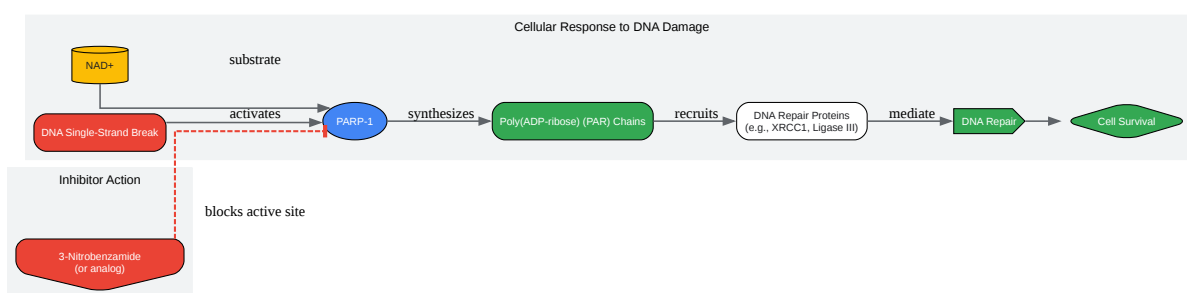 Cellular Response to DNA Damage
NAD+
substrate
DNA Single-Strand Break
activates
PARP-1
synthesizes
Poly(ADP-ribose) (PAR) Chains
recruits
DNA Repair Proteins
(e.g., XRCC1, Ligase III)
mediate
DNA Repair
Cell Survival
Inhibitor Action
blocks active site
3-Nitrobenzamide
(or analog)